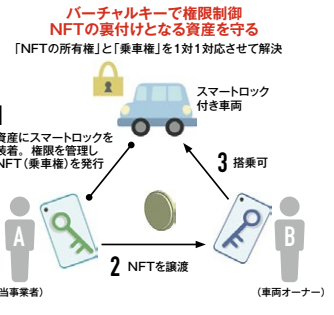 バーチャルキーで権限制御
NFTの裏付けとなる資産を守る
「NFTの所有権」と「乗車権」を1対1対応させて解決
スマートロック
付き車両
1
資産にスマートロックを
装着。権限を管理し
NFT(乗車権)を発行
3 搭乗可
A
B
2 NFTを譲渡
当事業者)
(車両オーナー)